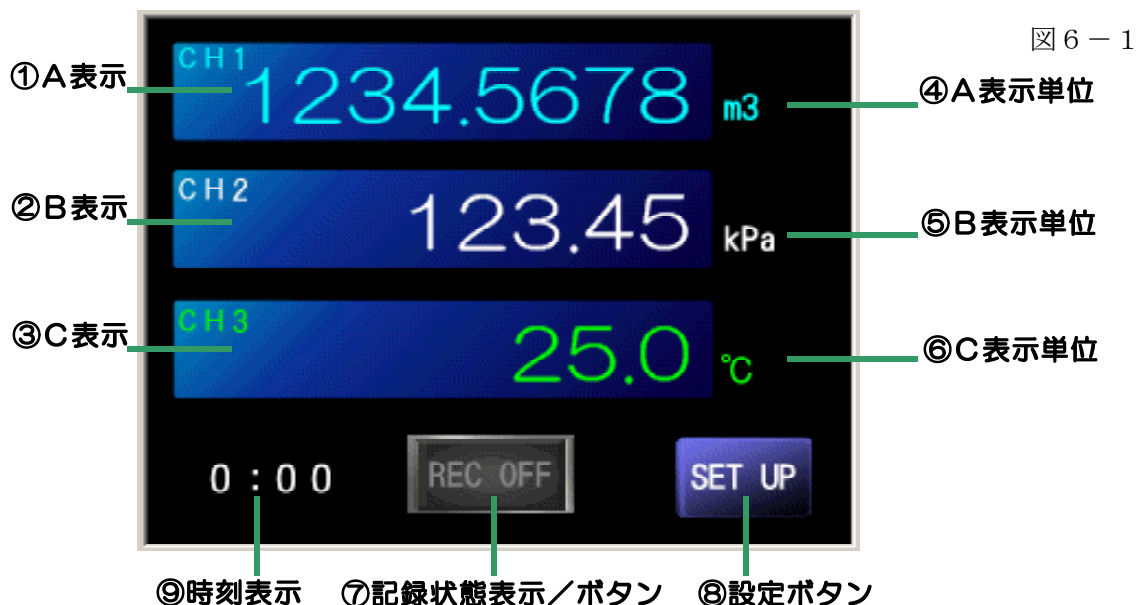 図６－１
CH1
1234.5678 m3
①A表示
④A表示単位
CH2
123.45 kPa
②B表示
⑤B表示単位
CH3
25.0 ℃
③C表示
⑥C表示単位
0:00
REC OFF
SET UP
⑨時刻表示
⑦記録状態表示／ボタン
⑧設定ボタン